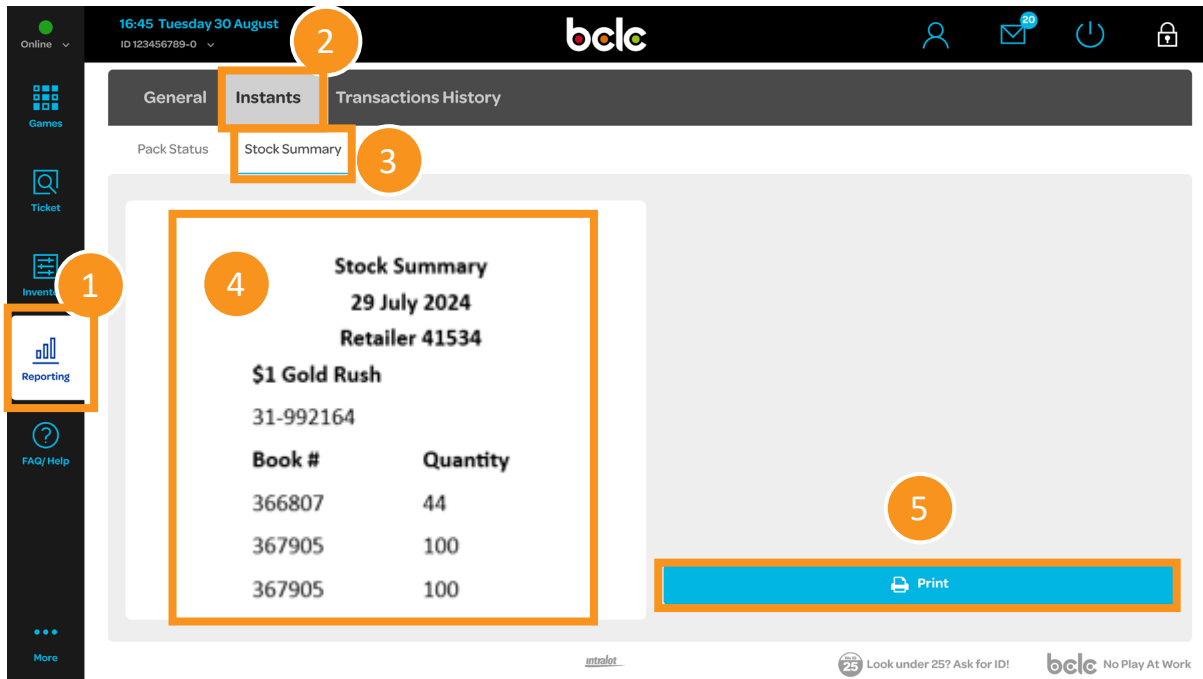 Online
16:45 Tuesday 30 August
ID 123456789-0
2
bclc
20
Games
Ticket
Reporting
FAQ/Help
More
1
General Instants Transactions History
Pack Status Stock Summary
3
4
Stock Summary
29 July 2024
Retailer 41534
$1 Gold Rush
31-992164
Book # Quantity
366807 44
367905 100
367905 100
5
Print
intralot
25 Look under 25? Ask for ID!
bclc No Play At Work